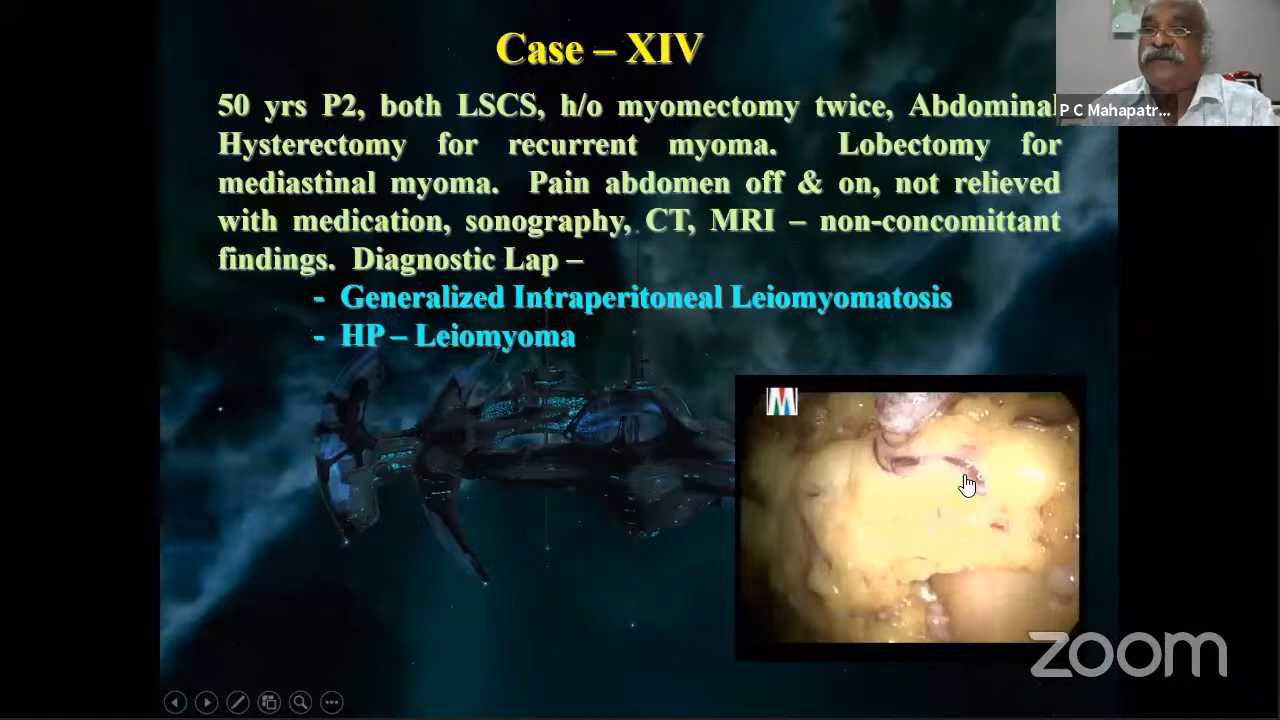 Case – XIV
50 yrs P2, both LSCS, h/o myomectomy twice, Abdominal
Hysterectomy for recurrent myoma. Lobectomy for
mediastinal myoma. Pain abdomen off & on, not relieved
with medication, sonography, CT, MRI – non-concomittant
findings. Diagnostic Lap –
- Generalized Intraperitoneal Leiomyomatosis
- HP – Leiomyoma
P C Mahapatr...
M
zoom